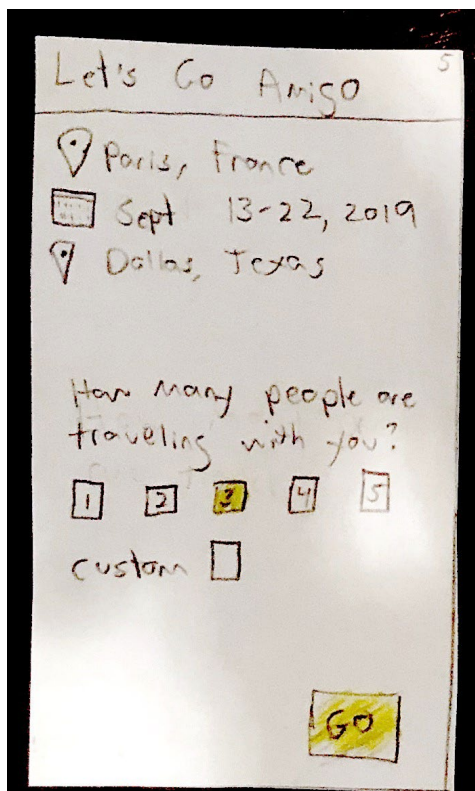 5
Let's Go Amigo
Paris, France
Sept 13-22, 2019
Dallas, Texas
How many people are
traveling with you?
1 2 3 4 5
custom
GO